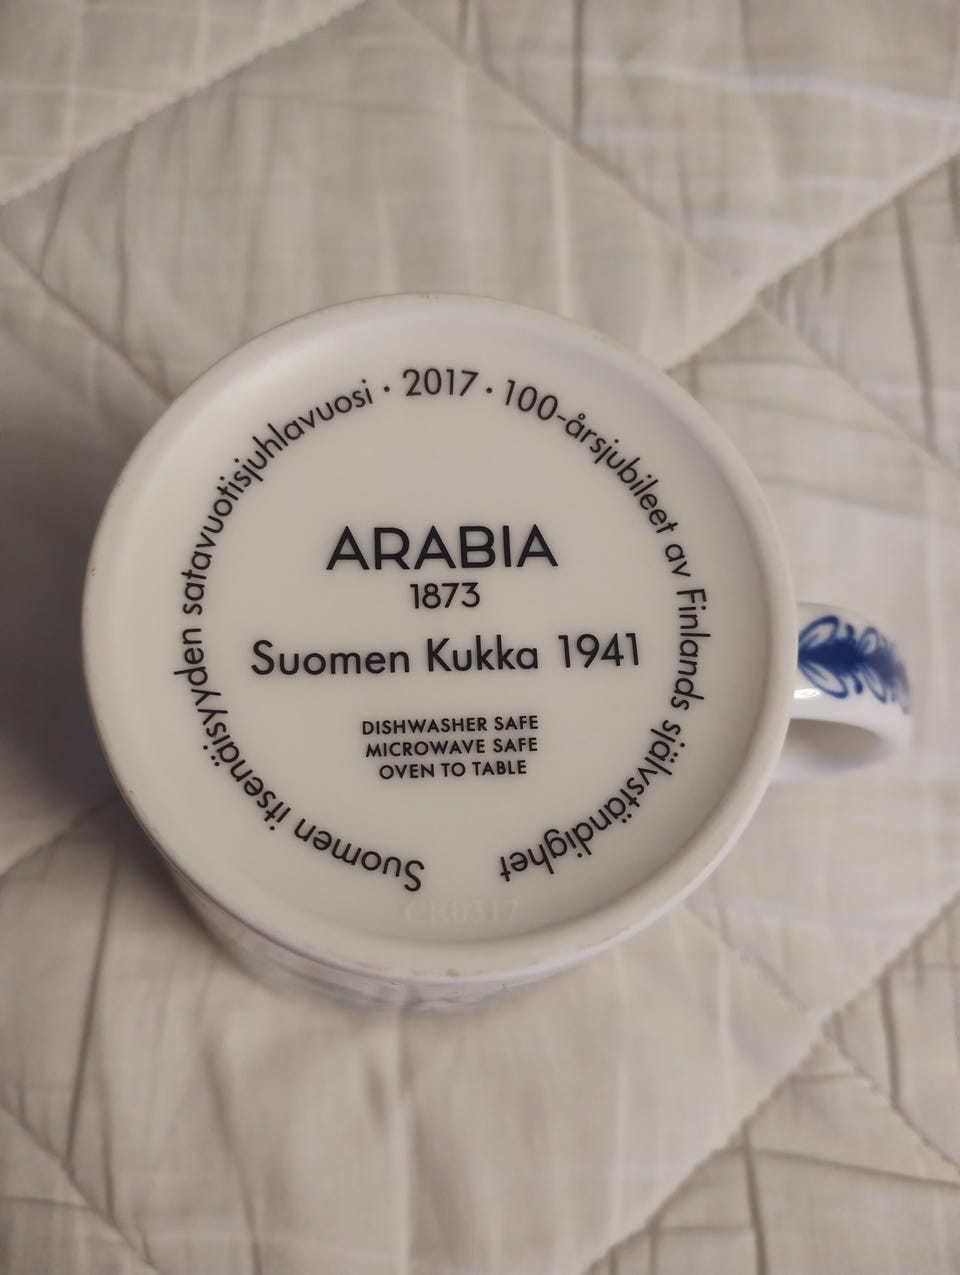 Suomen itsenäisyyden satavuotisjuhlavuosi · 2017 · 100-årsjubileet av Finlands självständighet
ARABIA
1873
Suomen Kukka 1941
DISHWASHER SAFE
MICROWAVE SAFE
OVEN TO TABLE
CR0317